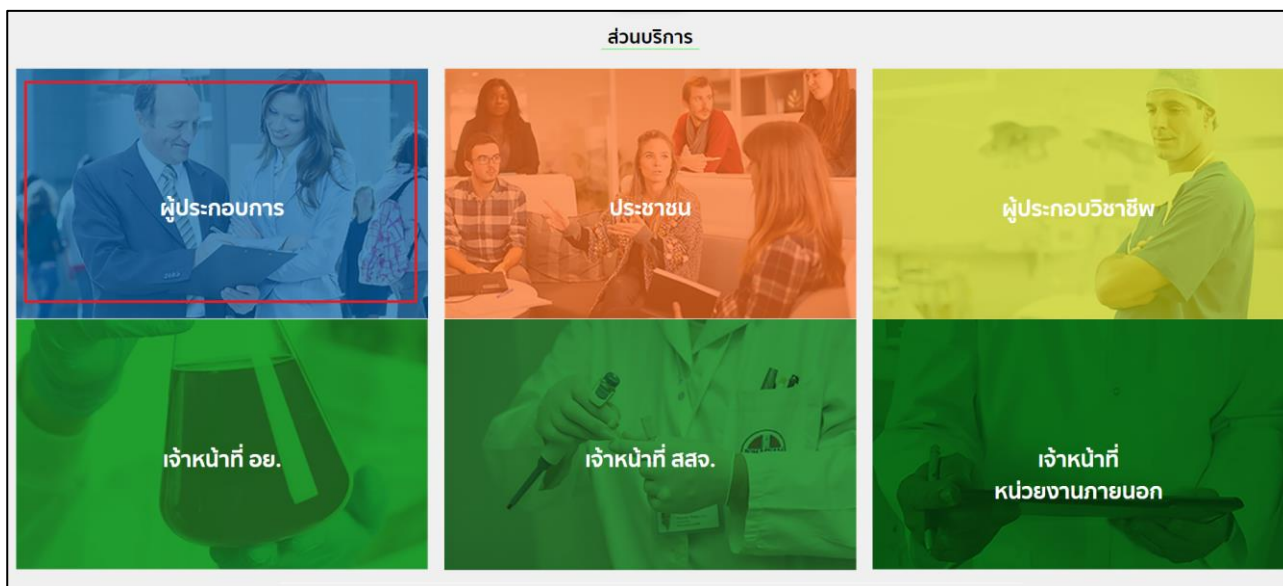 ส่วนบริการ
ผู้ประกอบการ
ประชาชน
ผู้ประกอบวิชาชีพ
เจ้าหน้าที่ อย.
เจ้าหน้าที่ สสจ.
เจ้าหน้าที่
หน่วยงานภายนอก